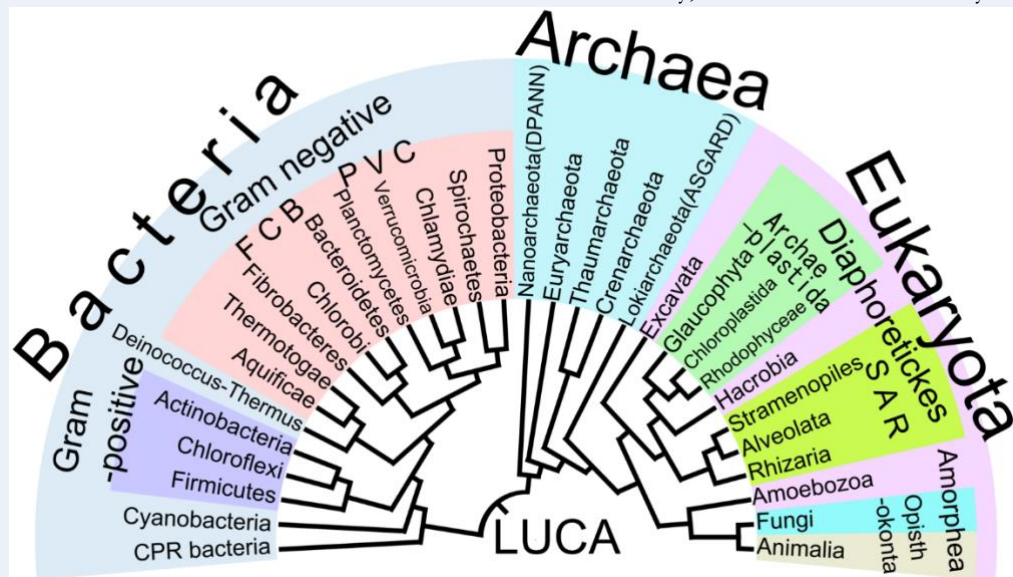 Bacteria
Archaea
Eukaryota
Gram negative
Gram
-positive
F C B
P V C
CPR bacteria
Cyanobacteria
Firmicutes
Chloroflexi
Actinobacteria
Deinococcus-Thermus
Aquificae
Thermotogae
Fibrobacteres
Chlorobi
Bacteroidetes
Planctomycetes
Verrucomicrobia
Chlamydiae
Spirochaetes
Proteobacteria
Nanoarchaeota(DPANN)
Euryarchaeota
Thaumarchaeota
Crenarchaeota
Lokiarchaeota(ASGARD)
Excavata
Glaucophyta
Chloroplastida
Rhodophyceae
Archae
-plastida
Diaphoretickes
Hacrobia
Stramenopiles
Alveolata
Rhizaria
S A R
Amoebozoa
Fungi
Animalia
Opisth
-okonta
Amorphea
LUCA